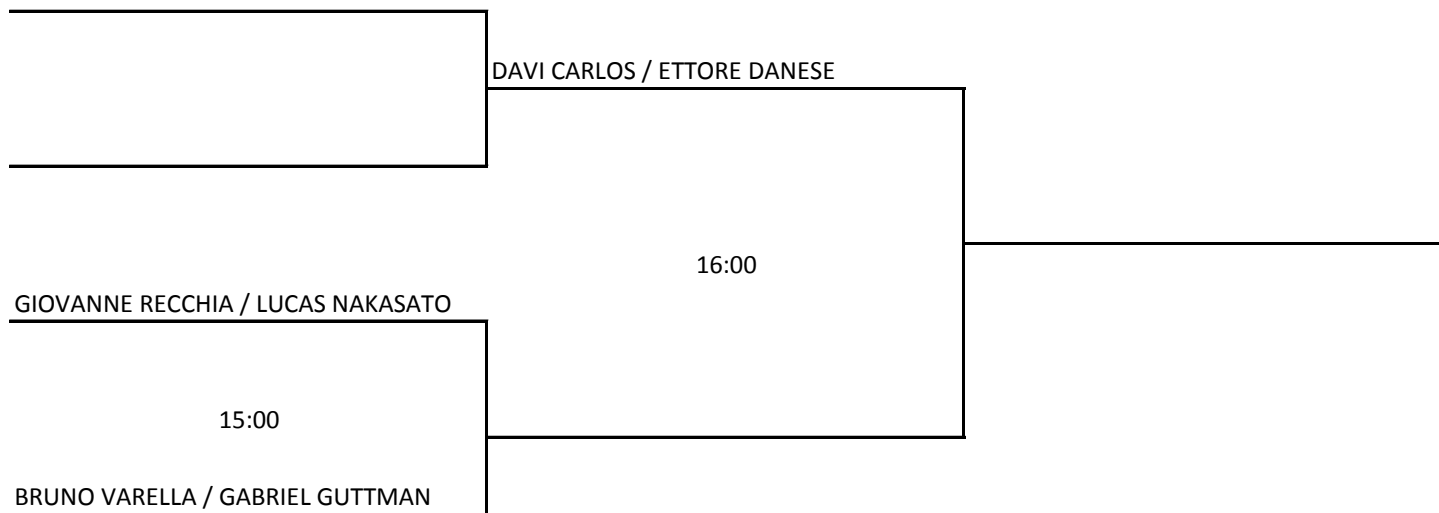 DAVI CARLOS / ETTORE DANESE
16:00
GIOVANNE RECCHIA / LUCAS NAKASATO
15:00
BRUNO VARELLA / GABRIEL GUTTMAN